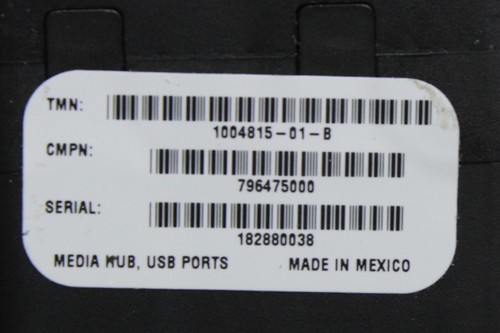 TMN:
1004815-01-B
CMPN:
796475000
SERIAL:
182880038
MEDIA HUB, USB PORTS MADE IN MEXICO